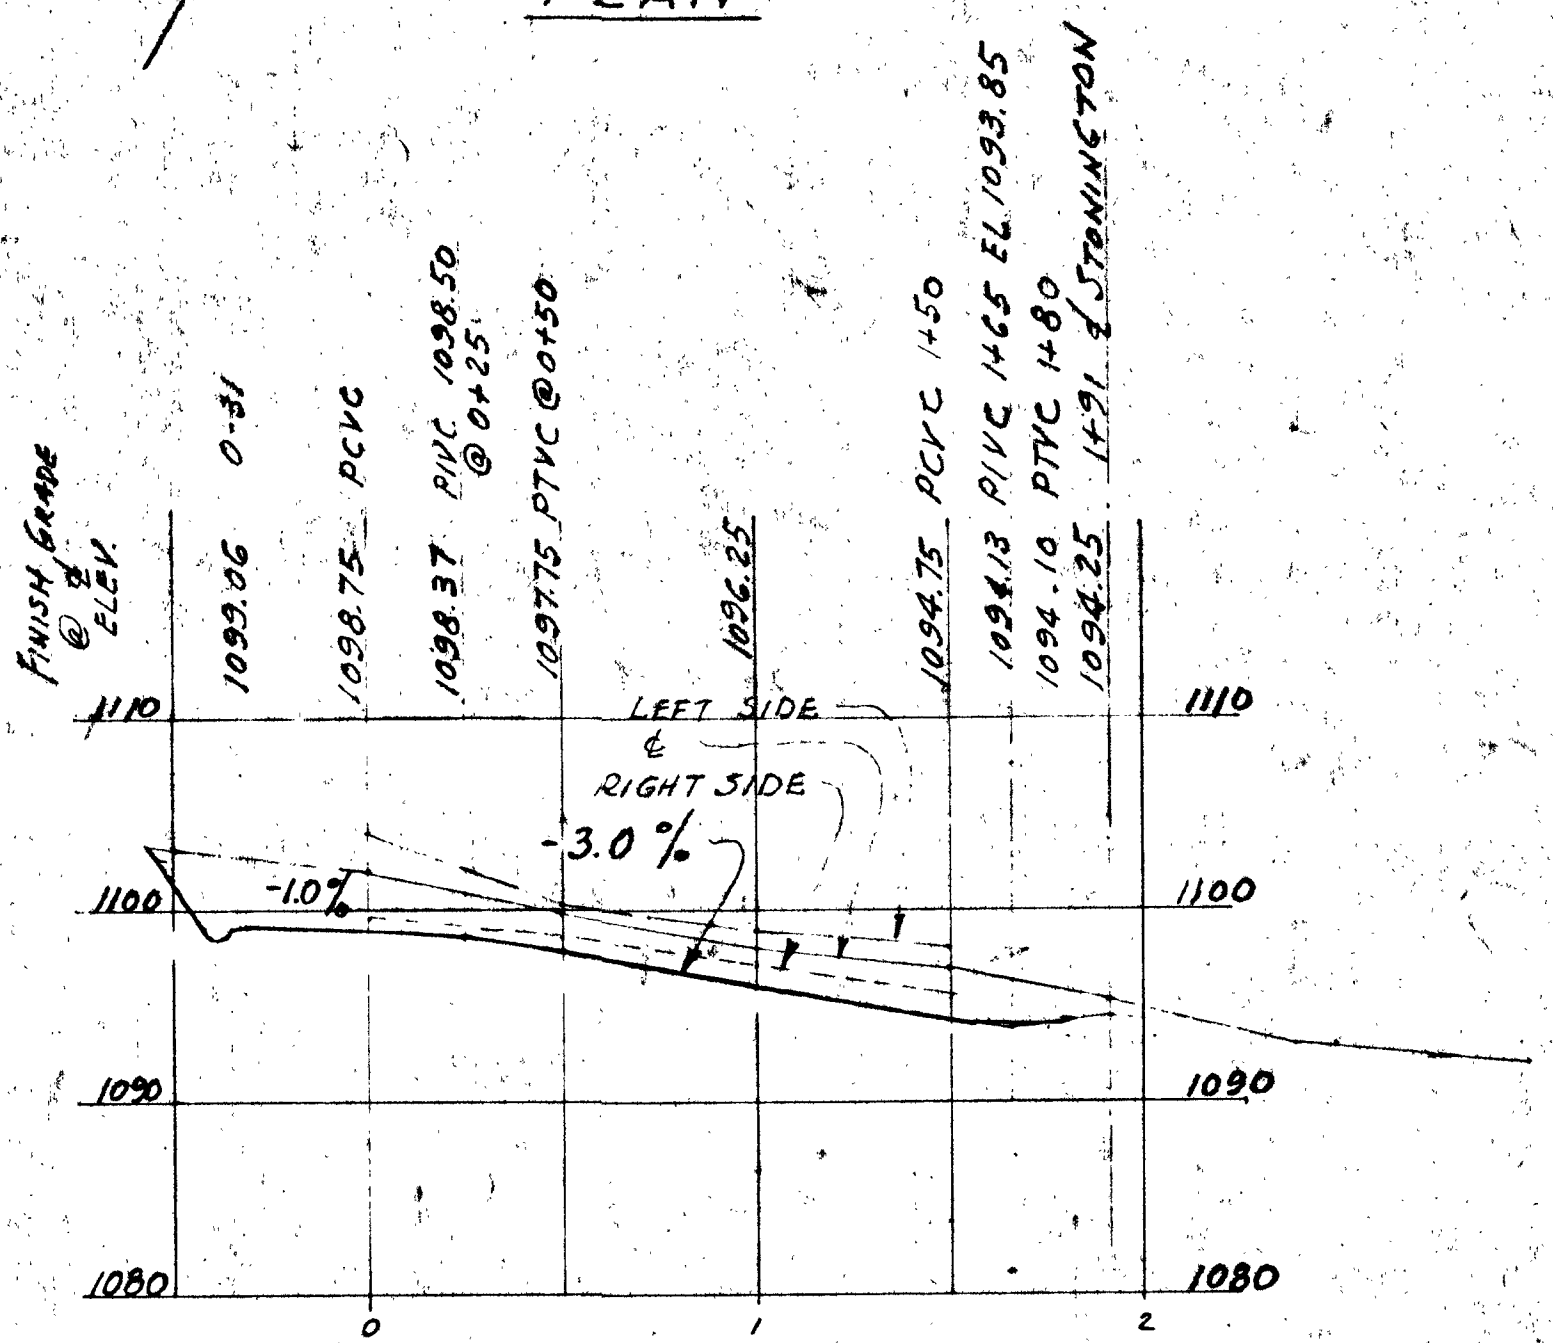 PLAN
FINISH GRADE
@ ℄
ELEV.
1099.06 0-31
1098.75 PCVC
1098.37 PIVC 1098.50
@ 0+25
1097.75 PTVC @ 0+50
1096.25
1094.75 PCVC 1+50
1094.13 PIVC 1+65 EL 1093.85
1094.10 PTVC 1+80
1094.25 1+91 ℄ STONINGTON
1110 1110
LEFT SIDE
℄
RIGHT SIDE
-3.0 %
-1.0%
1100 1100
1090 1090
1080 1080
0 1 2